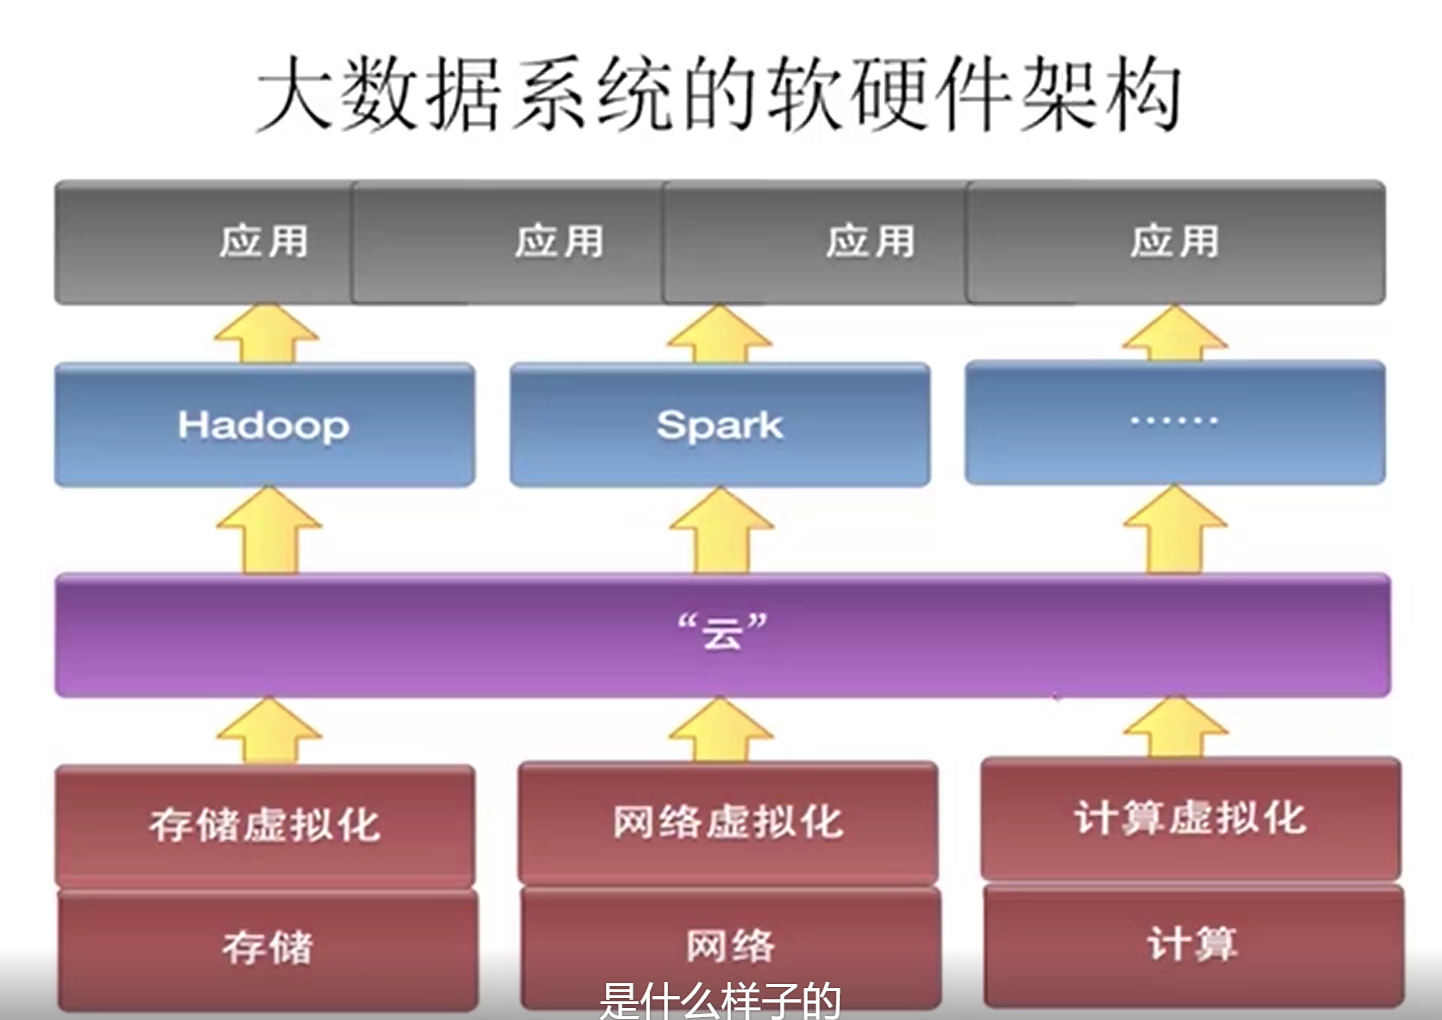 大数据系统的软硬件架构
应用 应用 应用 应用
Hadoop Spark ……
“云”
存储虚拟化 网络虚拟化 计算虚拟化
存储 网络 计算
是什么样子的